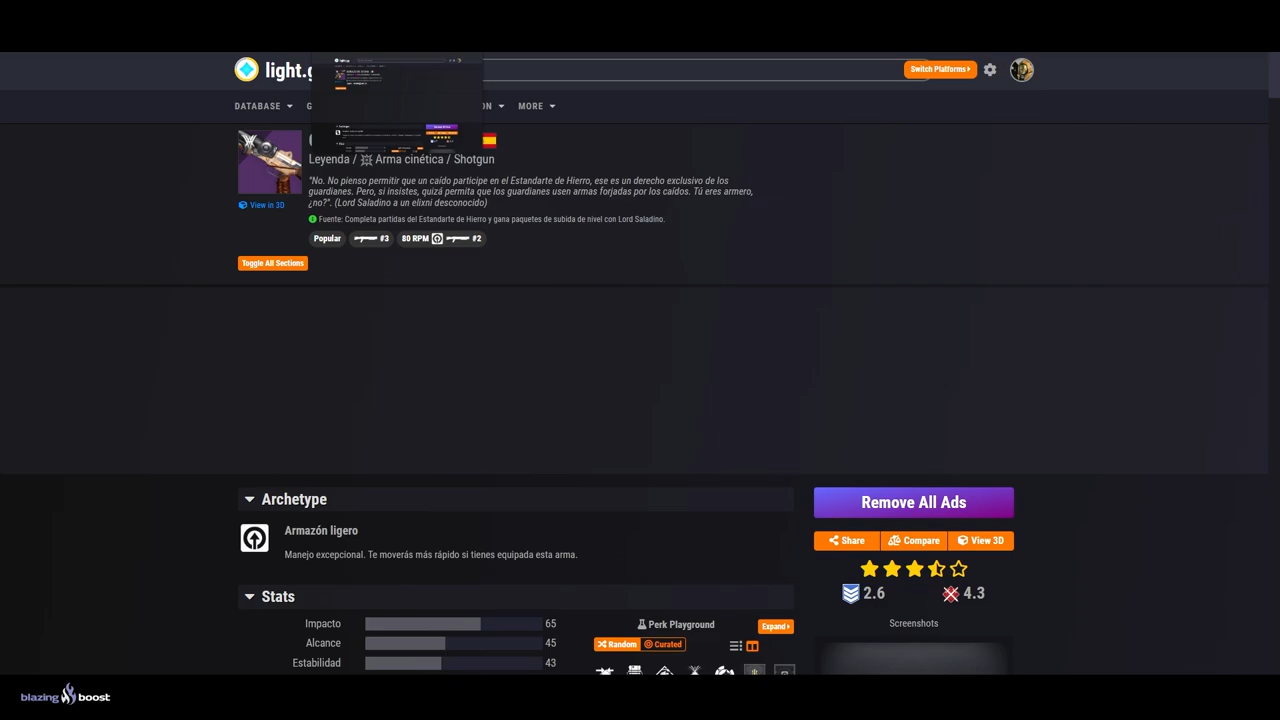 light.g
Switch Platforms
DATABASE
G
ON
MORE
Leyenda / Arma cinética / Shotgun
"No. No pienso permitir que un caído participe en el Estandarte de Hierro, ese es un derecho exclusivo de los
guardianes. Pero, si insistes, quizá permita que los guardianes usen armas forjadas por los caídos. Tú eres armero,
¿no?". (Lord Saladino a un elixni desconocido)
View in 3D
Fuente: Completa partidas del Estandarte de Hierro y gana paquetes de subida de nivel con Lord Saladino.
Popular
#3
80 RPM
#2
Toggle All Sections
Archetype
Armazón ligero
Manejo excepcional. Te moverás más rápido si tienes equipada esta arma.
Remove All Ads
Share
Compare
View 3D
2.6
4.3
Screenshots
Stats
Impacto 65
Alcance 45
Estabilidad 43
Perk Playground
Expand
Random
Curated
blazing boost